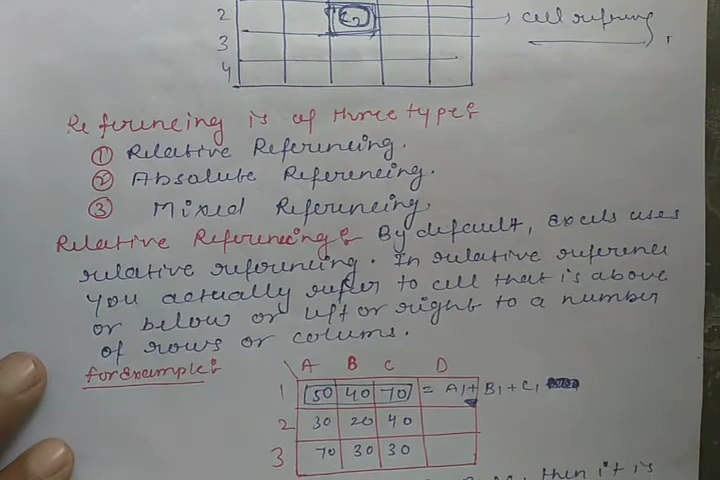 2 C2 → cell refering
3
4
Referencing is of three types
① Relative Referencing.
② Absolute Referencing.
③ Mixed Referencing.
Relative Referencing: By default, Excels uses
relative referencing. In relative reference
you actually refer to cell that is above
or below or left or right to a number
of rows or colums.
for Example:
A B C D
1 50 40 70 = A1+B1+C1
2 30 20 40
3 70 30 30
then it is